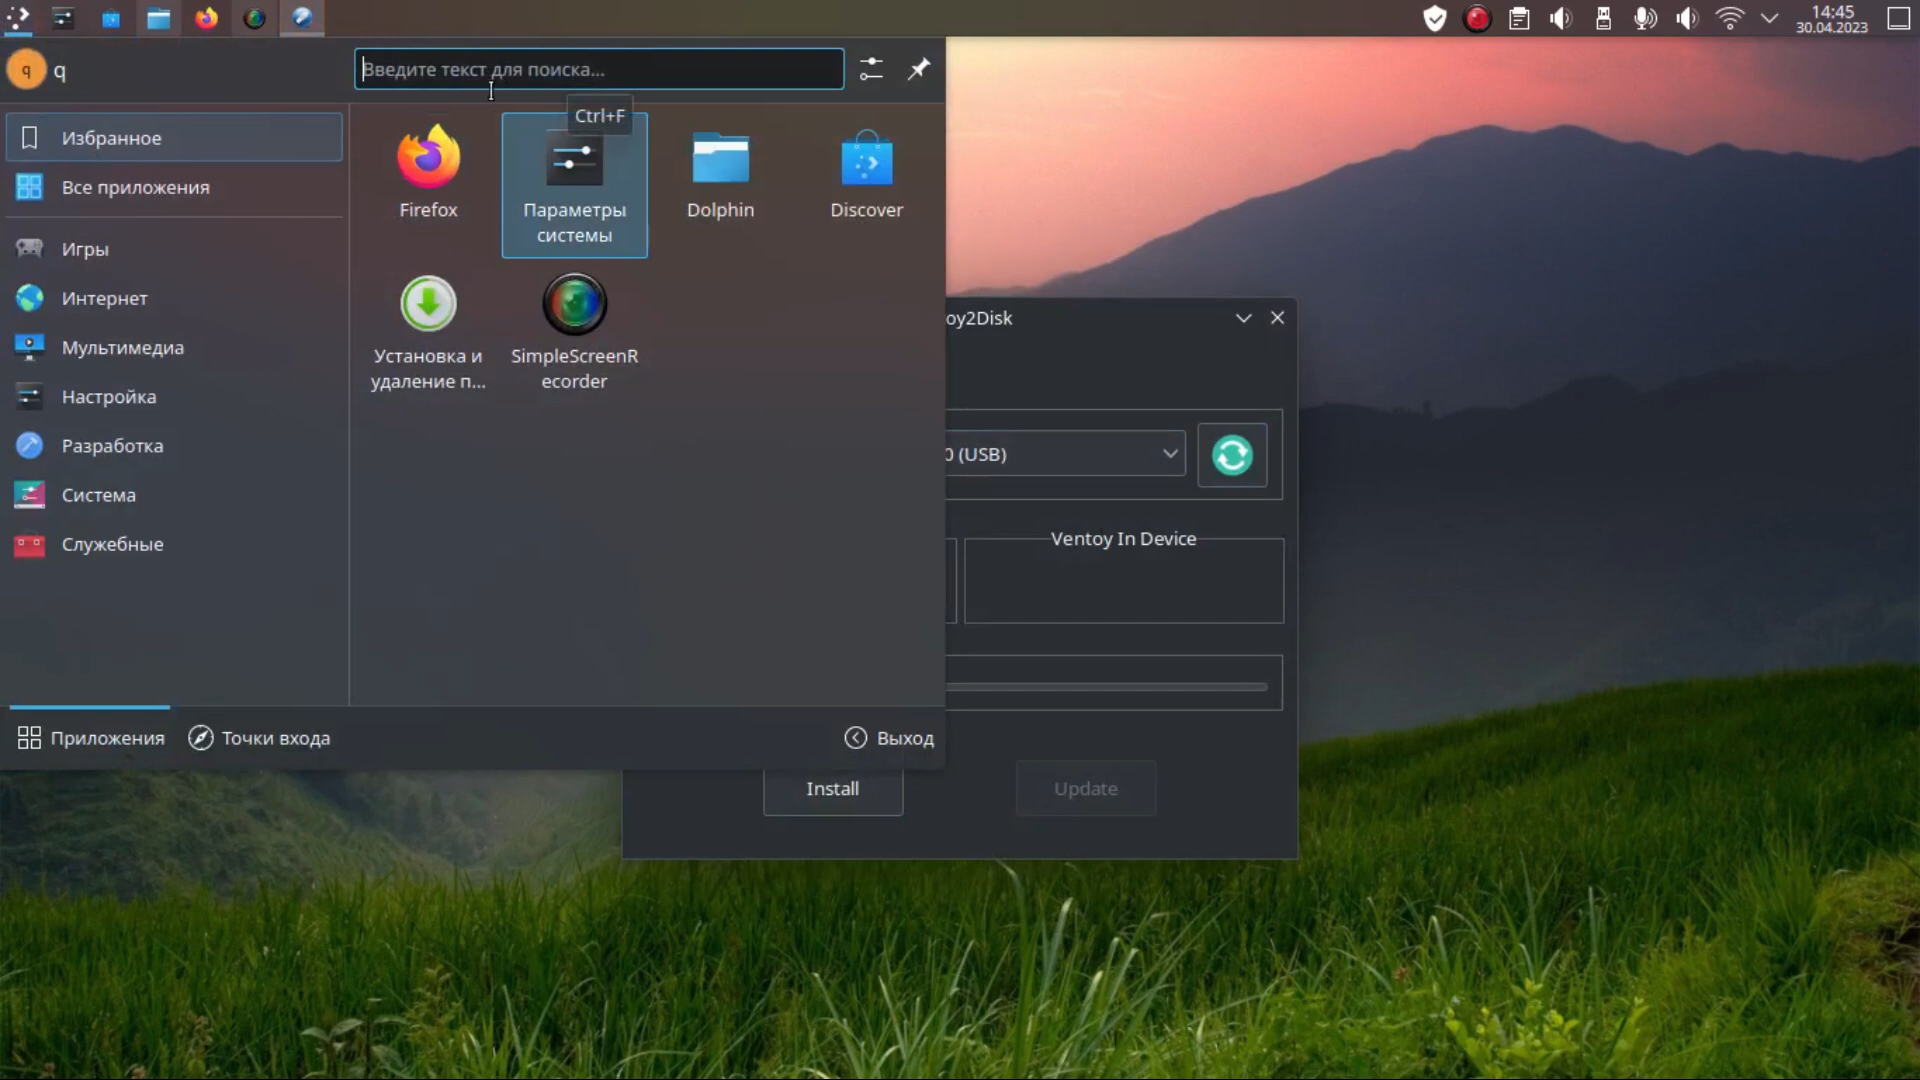 14:45
30.04.2023
q
q
Введите текст для поиска...
Ctrl+F
Избранное
Все приложения
Игры
Интернет
Мультимедиа
Настройка
Разработка
Система
Служебные
Firefox
Параметры
системы
Dolphin
Discover
Установка и
удаление п...
SimpleScreenR
ecorder
Приложения
Точки входа
Выход
oy2Disk
0 (USB)
Ventoy In Device
Install
Update